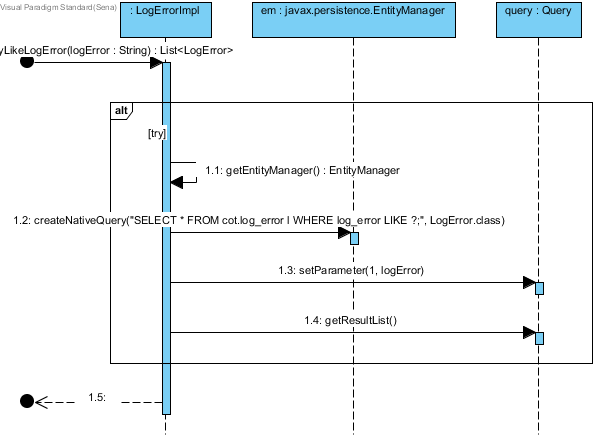 Visual Paradigm Standard(Sena)
: LogErrorImpl
em : javax.persistence.EntityManager
query : Query
yLikeLogError(logError : String) : List<LogError>
alt
[try]
1.1: getEntityManager() : EntityManager
1.2: createNativeQuery("SELECT * FROM cot.log_error l WHERE log_error LIKE ?;", LogError.class)
1.3: setParameter(1, logError)
1.4: getResultList()
1.5: